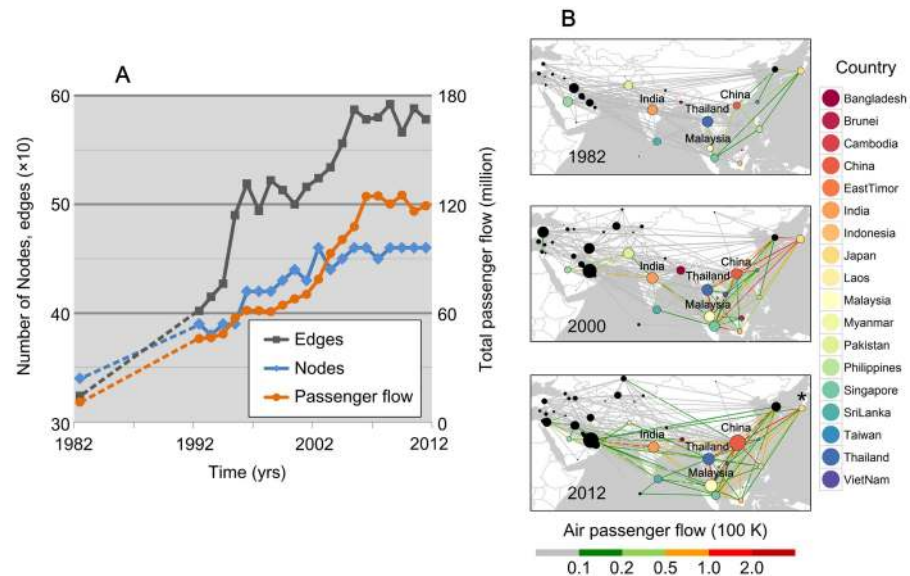 A
B
60
50
40
30
180
120
60
0
Number of Nodes, edges (×10)
Total passenger flow (million)
Edges
Nodes
Passenger flow
1982
1992
2002
2012
Time (yrs)
India
China
Thailand
Malaysia
1982
India
China
Thailand
Malaysia
2000
*
India
China
Thailand
Malaysia
2012
Country
Bangladesh
Brunei
Cambodia
China
EastTimor
India
Indonesia
Japan
Laos
Malaysia
Myanmar
Pakistan
Philippines
Singapore
SriLanka
Taiwan
Thailand
VietNam
Air passenger flow (100 K)
0.1 0.2 0.5 1.0 2.0